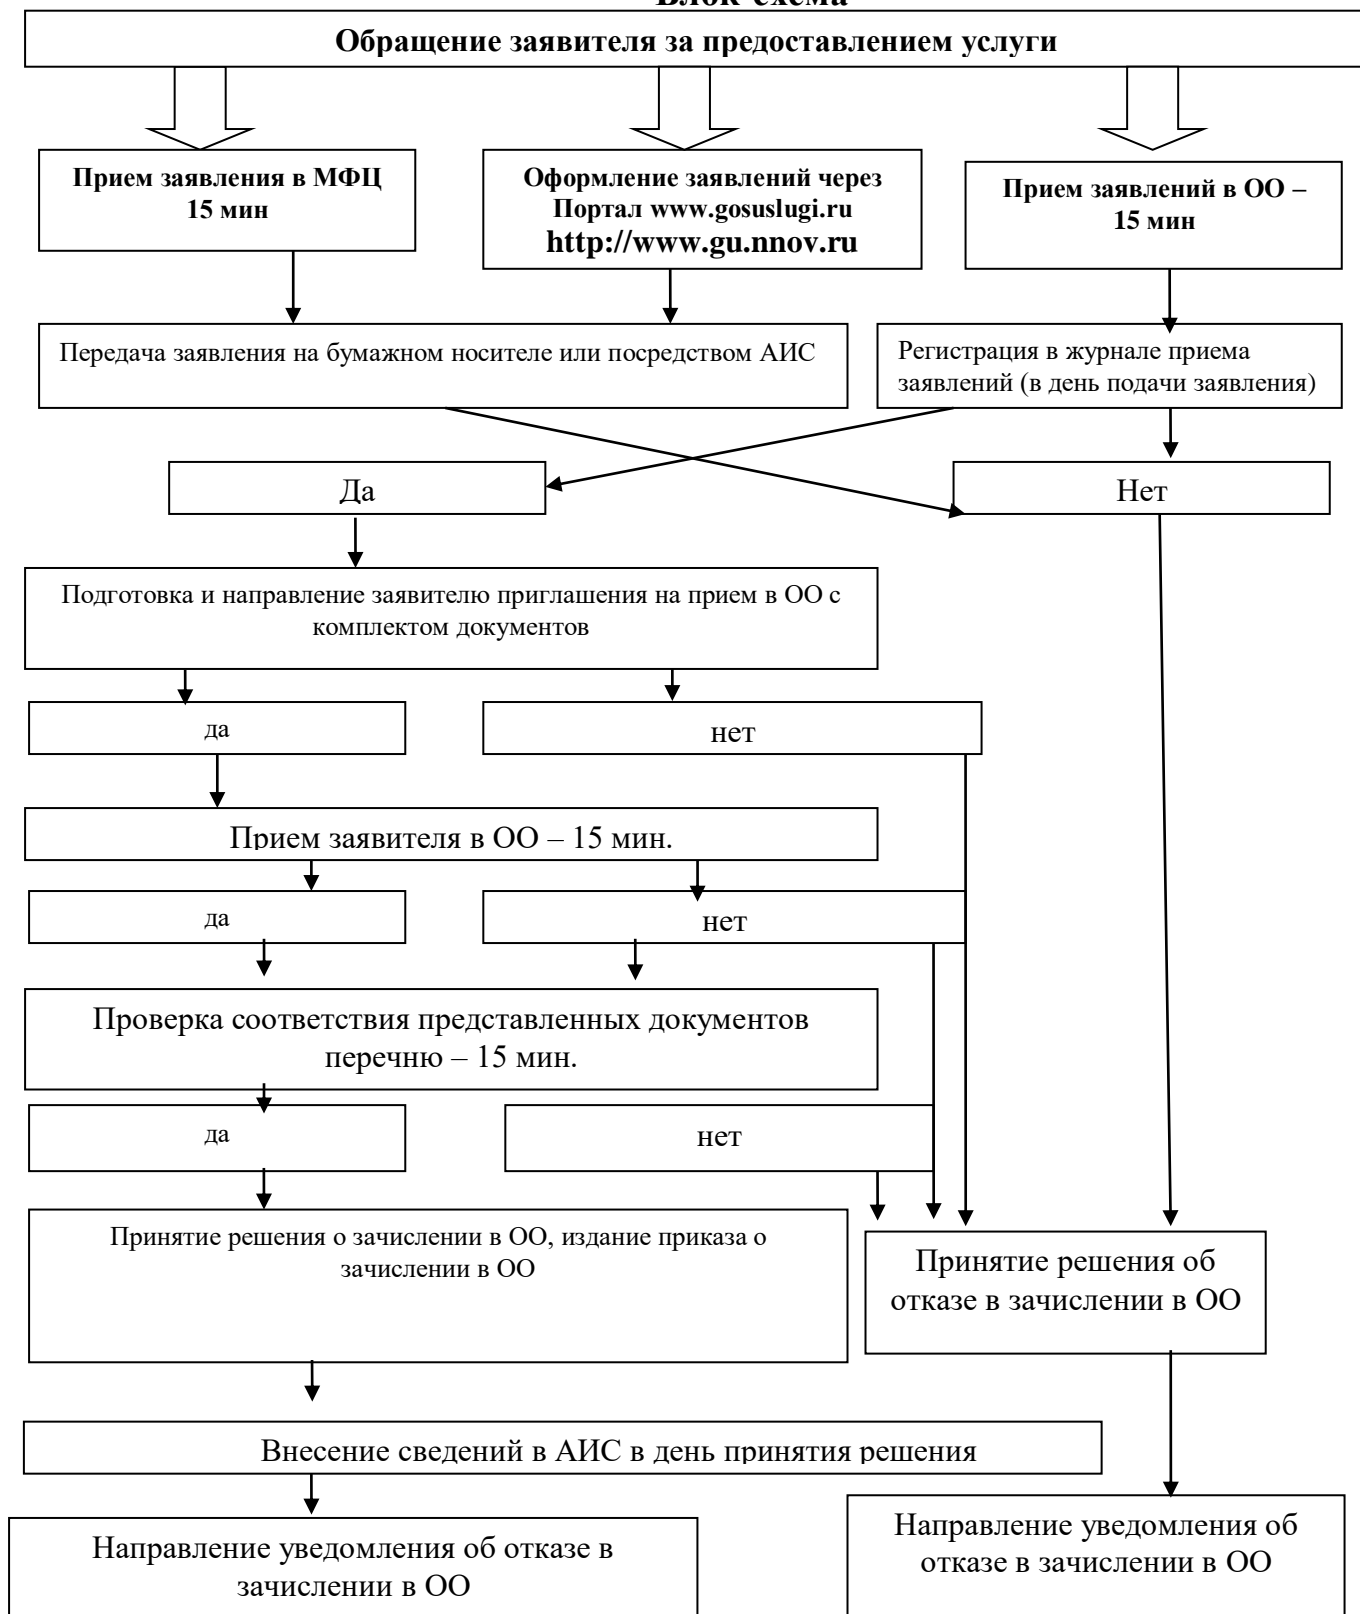 Блок-схема
Обращение заявителя за предоставлением услуги
Прием заявления в МФЦ
15 мин
Оформление заявлений через
Портал www.gosuslugi.ru
http://www.gu.nnov.ru
Прием заявлений в ОО –
15 мин
Передача заявления на бумажном носителе или посредством АИС
Регистрация в журнале приема
заявлений (в день подачи заявления)
Да
Нет
Подготовка и направление заявителю приглашения на прием в ОО с
комплектом документов
да
нет
Прием заявителя в ОО – 15 мин.
да
нет
Проверка соответствия представленных документов
перечню – 15 мин.
да
нет
Принятие решения о зачислении в ОО, издание приказа о
зачислении в ОО
Принятие решения об
отказе в зачислении в ОО
Внесение сведений в АИС в день принятия решения
Направление уведомления об отказе в
зачислении в ОО
Направление уведомления об
отказе в зачислении в ОО